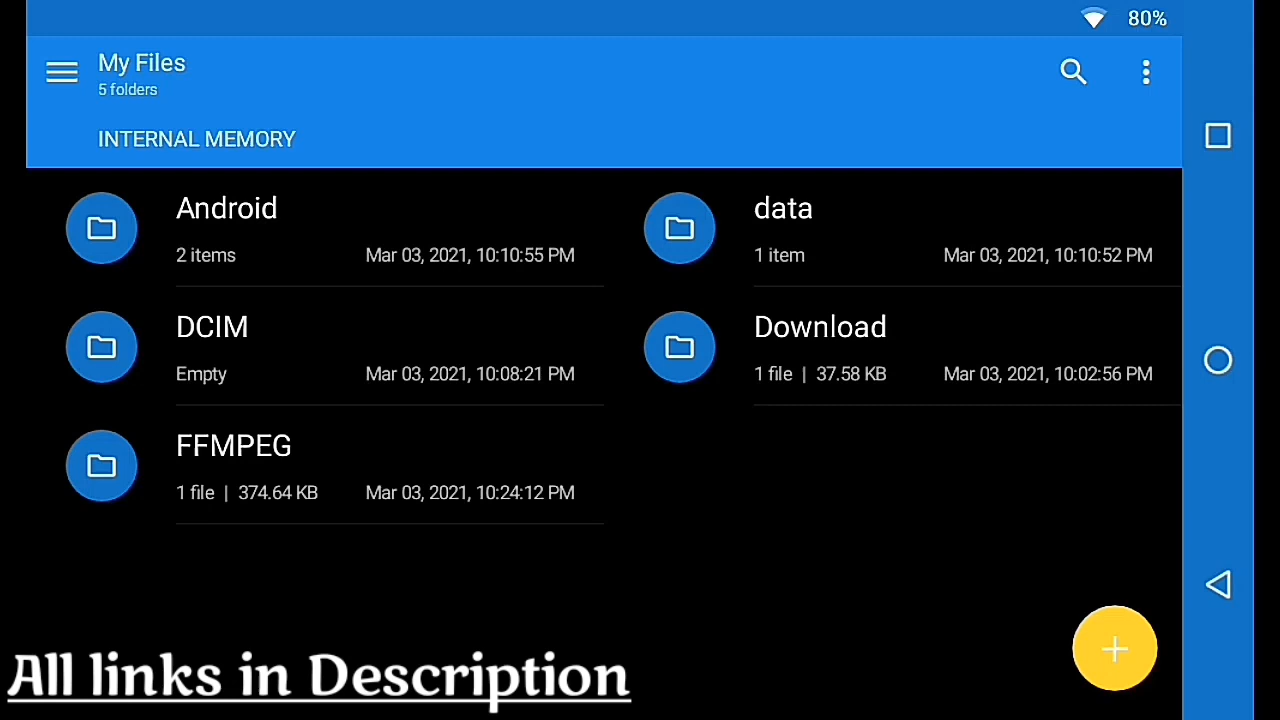 80%
My Files
5 folders
INTERNAL MEMORY
Android
2 items Mar 03, 2021, 10:10:55 PM
data
1 item Mar 03, 2021, 10:10:52 PM
DCIM
Empty Mar 03, 2021, 10:08:21 PM
Download
1 file | 37.58 KB Mar 03, 2021, 10:02:56 PM
FFMPEG
1 file | 374.64 KB Mar 03, 2021, 10:24:12 PM
All links in Description